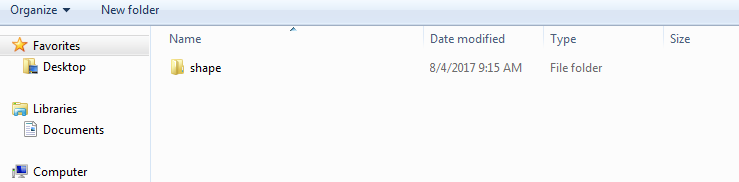 Organize New folder
Favorites
Desktop
Libraries
Documents
Computer
Name Date modified Type Size
shape 8/4/2017 9:15 AM File folder